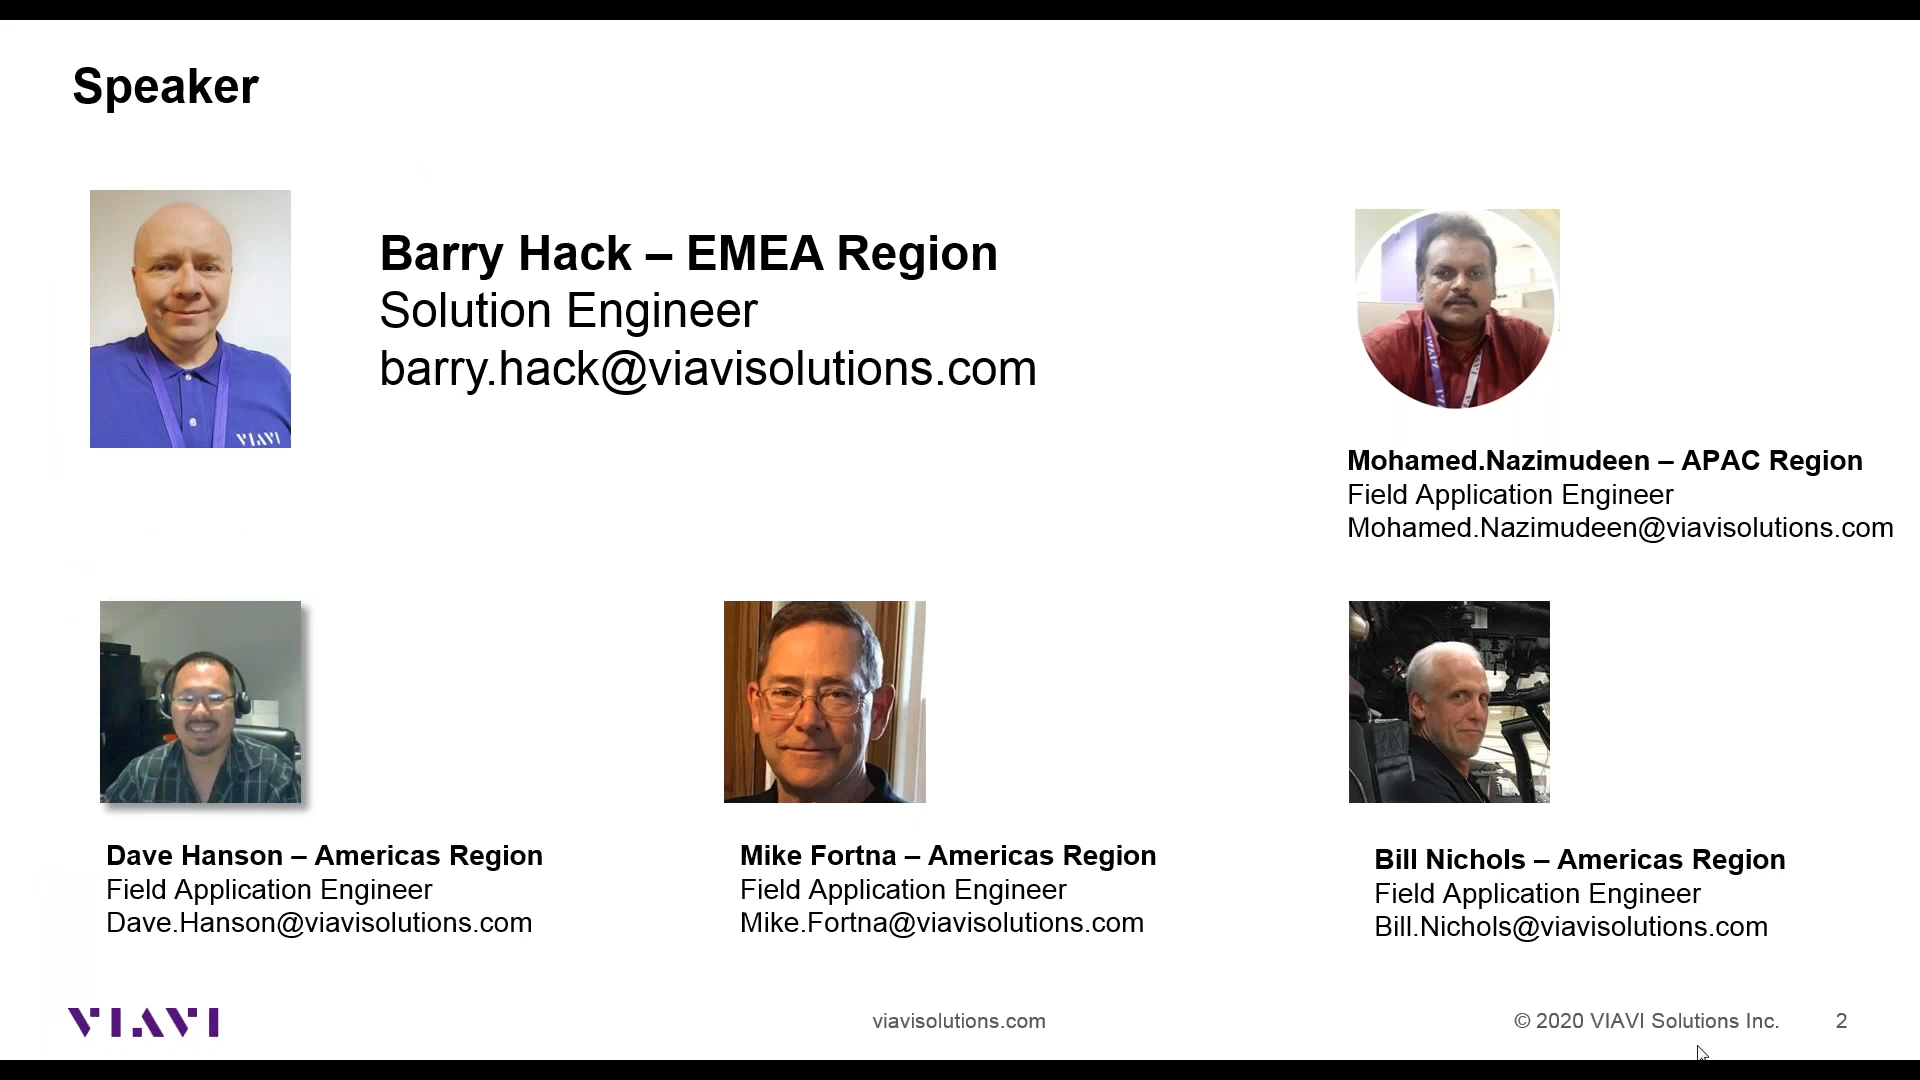 Speaker
VIAVI
Barry Hack – EMEA Region
Solution Engineer
barry.hack@viavisolutions.com
Mohamed.Nazimudeen – APAC Region
Field Application Engineer
Mohamed.Nazimudeen@viavisolutions.com
Dave Hanson – Americas Region
Field Application Engineer
Dave.Hanson@viavisolutions.com
Mike Fortna – Americas Region
Field Application Engineer
Mike.Fortna@viavisolutions.com
Bill Nichols – Americas Region
Field Application Engineer
Bill.Nichols@viavisolutions.com
VIAVI
viavisolutions.com
© 2020 VIAVI Solutions Inc.
2